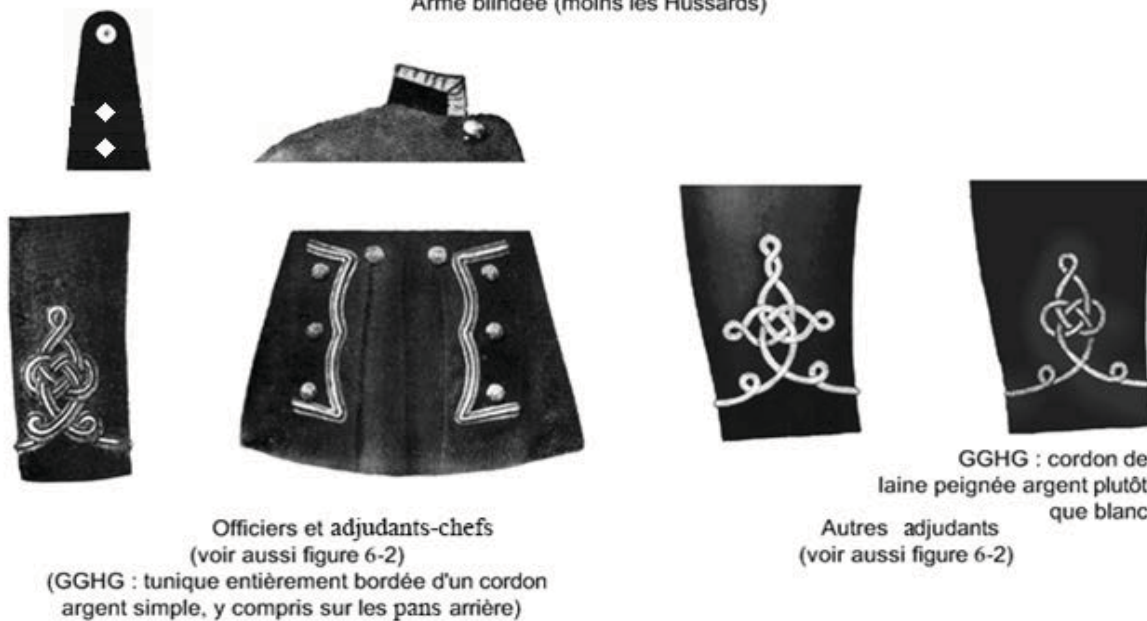 Arme blindée (moins les Hussards)
Officiers et adjudants-chefs
(voir aussi figure 6-2)
(GGHG : tunique entièrement bordée d'un cordon
argent simple, y compris sur les pans arrière)
GGHG : cordon de
laine peignée argent plutôt
que blanc
Autres adjudants
(voir aussi figure 6-2)